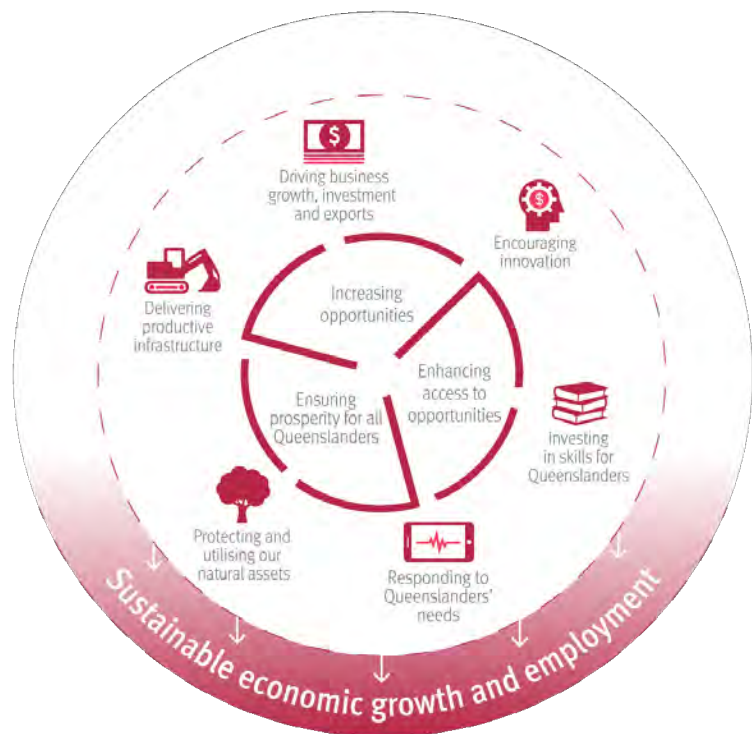 $
Driving business
growth, investment
and exports
$
Encouraging
innovation
Delivering
productive
infrastructure
Increasing
opportunities
Enhancing
access to
opportunities
Ensuring
prosperity for all
Queenslanders
Investing
in skills for
Queenslanders
Protecting and
utilising our
natural assets
Responding to
Queenslanders'
needs
Sustainable economic growth and employment